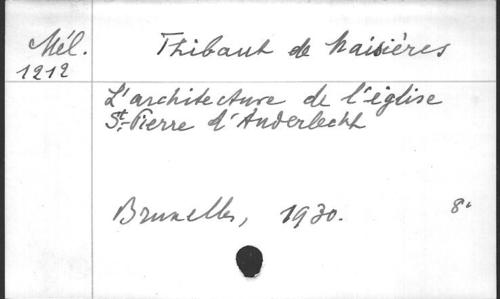 Mél. Thibaut de Maisières
1212
L'architecture de l'église
St-Pierre d'Anderlecht
Bruxelles, 1930. 8°